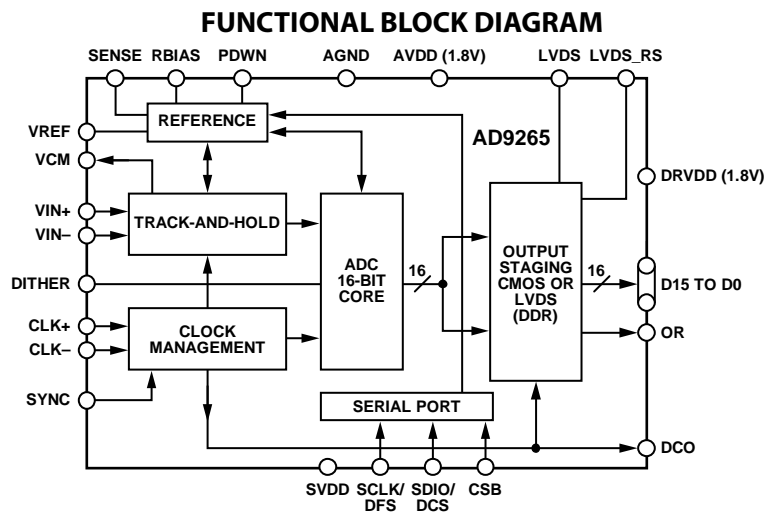 FUNCTIONAL BLOCK DIAGRAM
SENSE RBIAS PDWN AGND AVDD (1.8V) LVDS LVDS_RS
REFERENCE
AD9265
VREF
VCM
DRVDD (1.8V)
VIN+
TRACK-AND-HOLD
VIN–
ADC
16-BIT
CORE
16
OUTPUT
STAGING
CMOS OR
LVDS
(DDR)
16
D15 TO D0
DITHER
CLK+
CLOCK
MANAGEMENT
CLK–
OR
SYNC
SERIAL PORT
DCO
SVDD
SCLK/
DFS
SDIO/
DCS
CSB